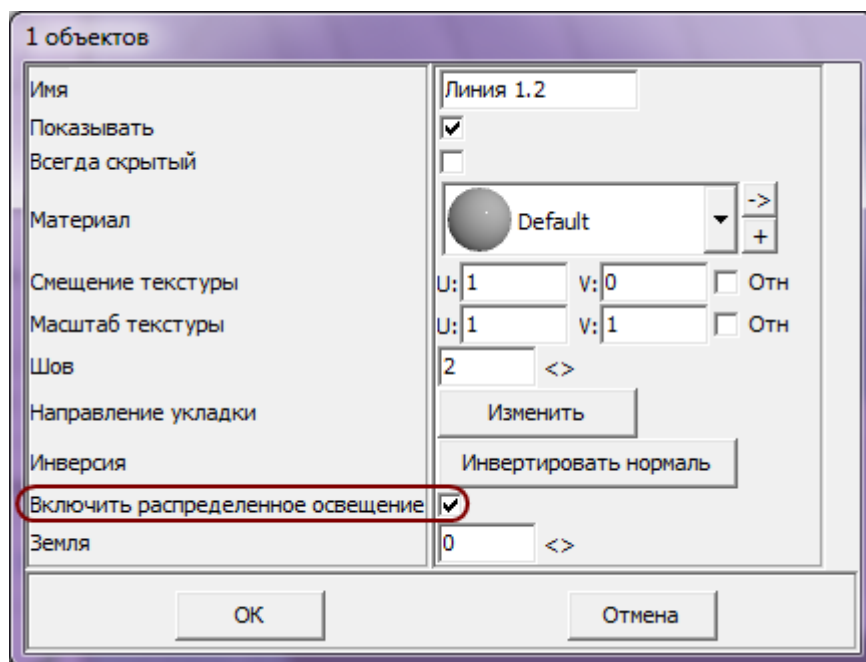 1 объектов
Имя Линия 1.2
Показывать
Всегда скрытый
Материал Default -> +
Смещение текстуры U: 1 V: 0 Отн
Масштаб текстуры U: 1 V: 1 Отн
Шов 2 <>
Направление укладки Изменить
Инверсия Инвертировать нормаль
Включить распределенное освещение
Земля 0 <>
ОК Отмена